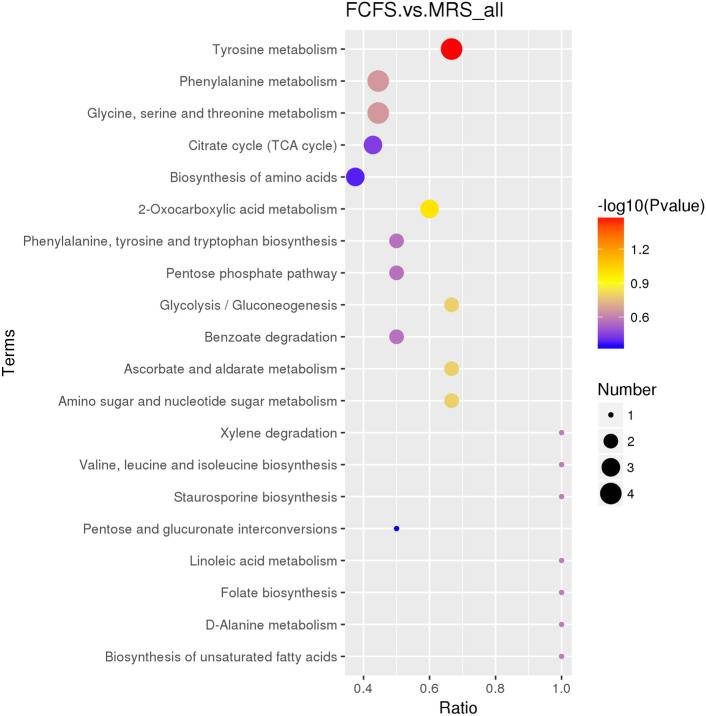 FCFS.vs.MRS_all
Tyrosine metabolism
Phenylalanine metabolism
Glycine, serine and threonine metabolism
Citrate cycle (TCA cycle)
Biosynthesis of amino acids
2-Oxocarboxylic acid metabolism
Phenylalanine, tyrosine and tryptophan biosynthesis
Pentose phosphate pathway
Glycolysis / Gluconeogenesis
Benzoate degradation
Ascorbate and aldarate metabolism
Amino sugar and nucleotide sugar metabolism
Xylene degradation
Valine, leucine and isoleucine biosynthesis
Staurosporine biosynthesis
Pentose and glucuronate interconversions
Linoleic acid metabolism
Folate biosynthesis
D-Alanine metabolism
Biosynthesis of unsaturated fatty acids
Terms
0.4 0.6 0.8 1.0
Ratio
-log10(Pvalue)
1.2
0.9
0.6
Number
1
2
3
4